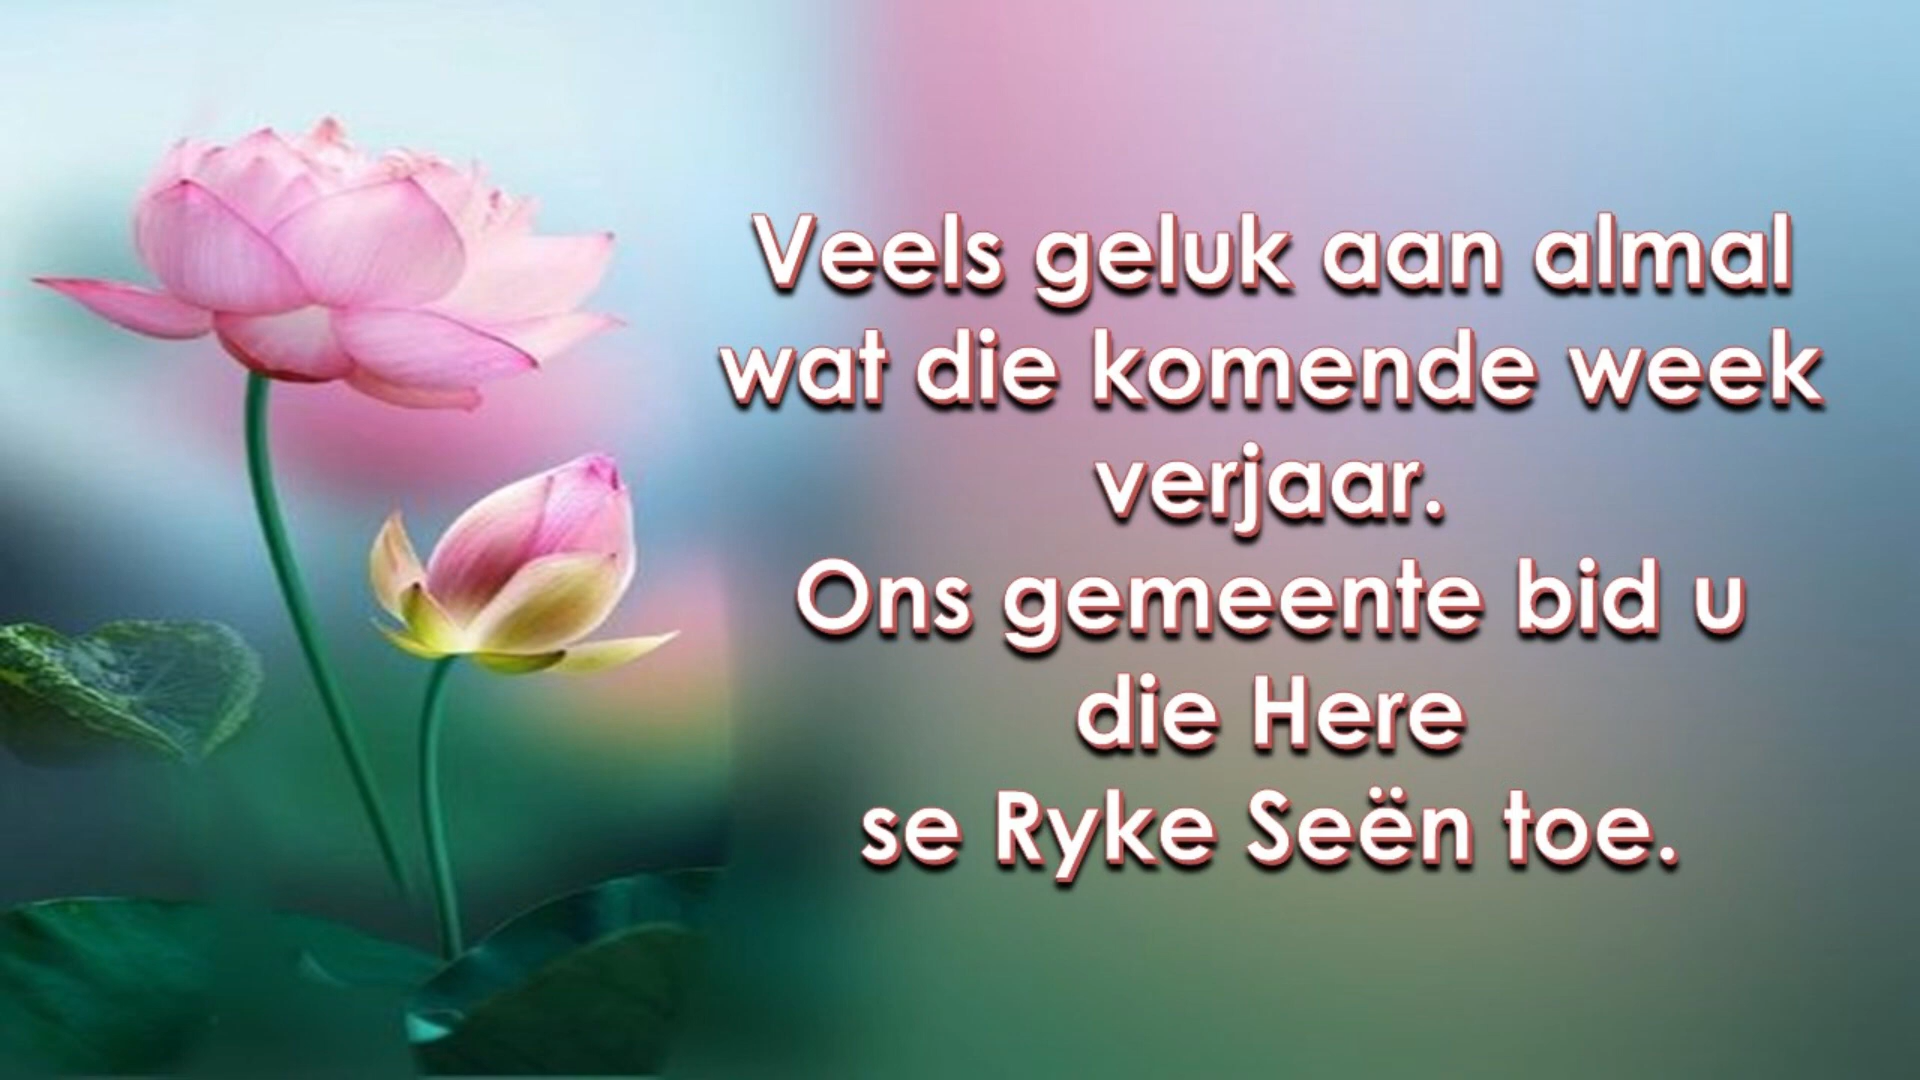 Veels geluk aan almal
wat die komende week
verjaar.
Ons gemeente bid u
die Here
se Ryke Seën toe.